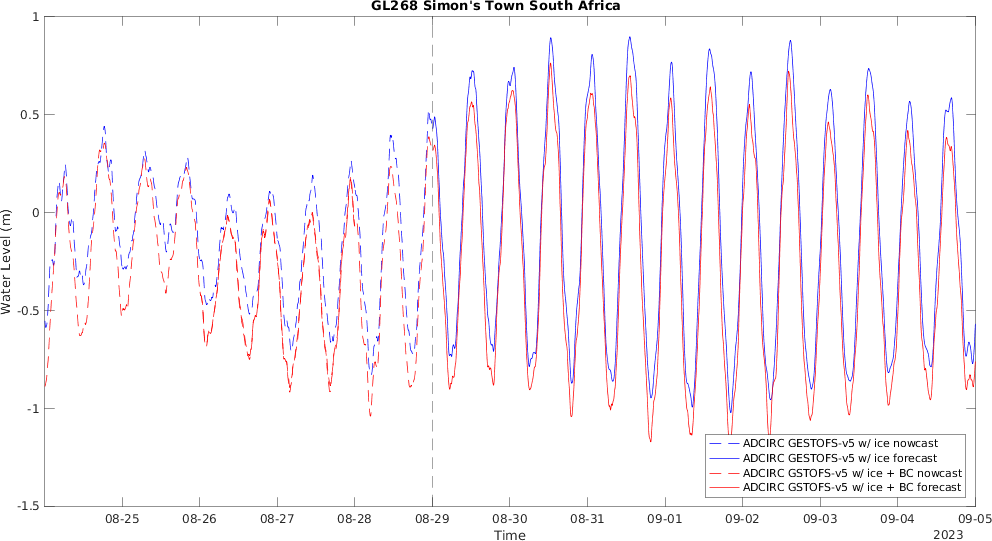 GL268 Simon's Town South Africa
1
0.5
0
-0.5
-1
-1.5
Water Level (m)
ADCIRC GESTOFS-v5 w/ ice nowcast
ADCIRC GESTOFS-v5 w/ ice forecast
ADCIRC GSTOFS-v5 w/ ice + BC nowcast
ADCIRC GSTOFS-v5 w/ ice + BC forecast
08-25 08-26 08-27 08-28 08-29 08-30 08-31 09-01 09-02 09-03 09-04 09-05
Time
2023